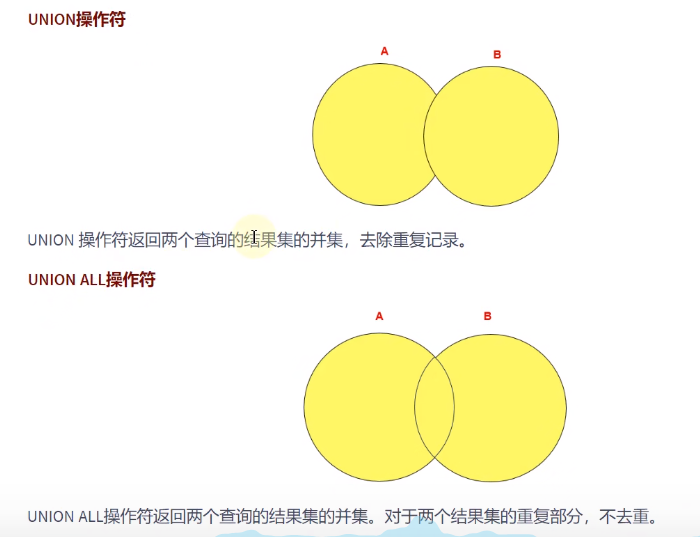 UNION操作符
A B
UNION 操作符返回两个查询的结果集的并集，去除重复记录。
UNION ALL操作符
A B
UNION ALL操作符返回两个查询的结果集的并集。对于两个结果集的重复部分，不去重。